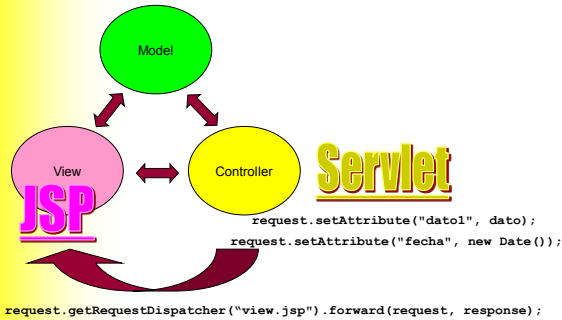 Model
View
Controller
JSP
Servlet
request.setAttribute("dato1", dato);
request.setAttribute("fecha", new Date());
request.getRequestDispatcher(“view.jsp").forward(request, response);